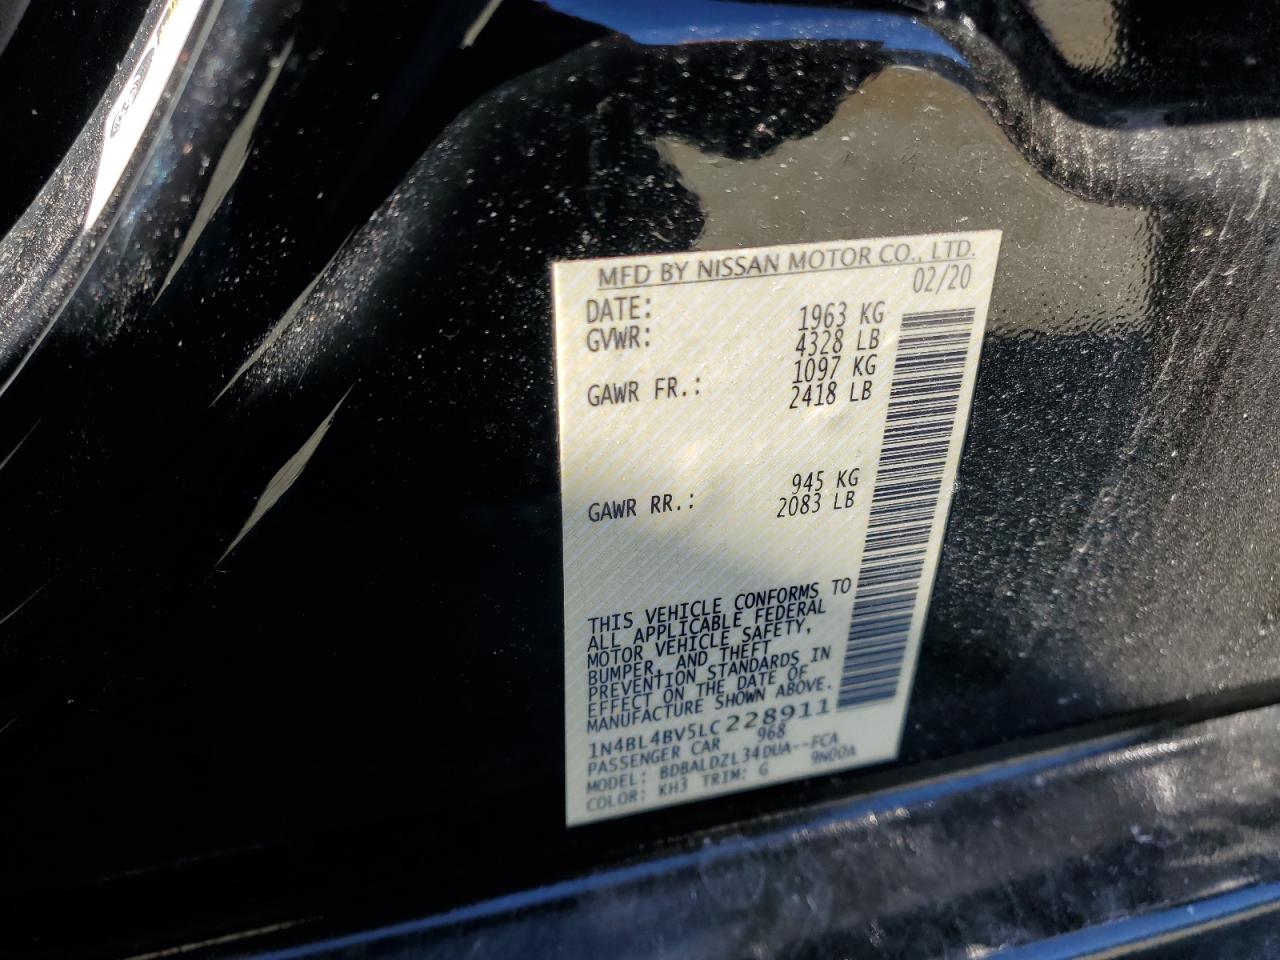 MFD BY NISSAN MOTOR CO., LTD.
DATE: 02/20
GVWR: 1963 KG
4328 LB
GAWR FR.: 1097 KG
2418 LB
GAWR RR.: 945 KG
2083 LB
THIS VEHICLE CONFORMS TO
ALL APPLICABLE FEDERAL
MOTOR VEHICLE SAFETY,
BUMPER, AND THEFT
PREVENTION STANDARDS IN
EFFECT ON THE DATE OF
MANUFACTURE SHOWN ABOVE.
1N4BL4BV5LC228911
PASSENGER CAR 968
MODEL: BDBALDZL34DUA--FCA
COLOR: KH3 TRIM: G 9N00A